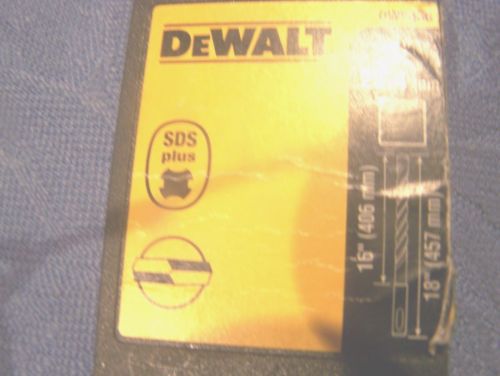 DEWALT
SDS
plus
16" (406 mm)
18" (457 mm)